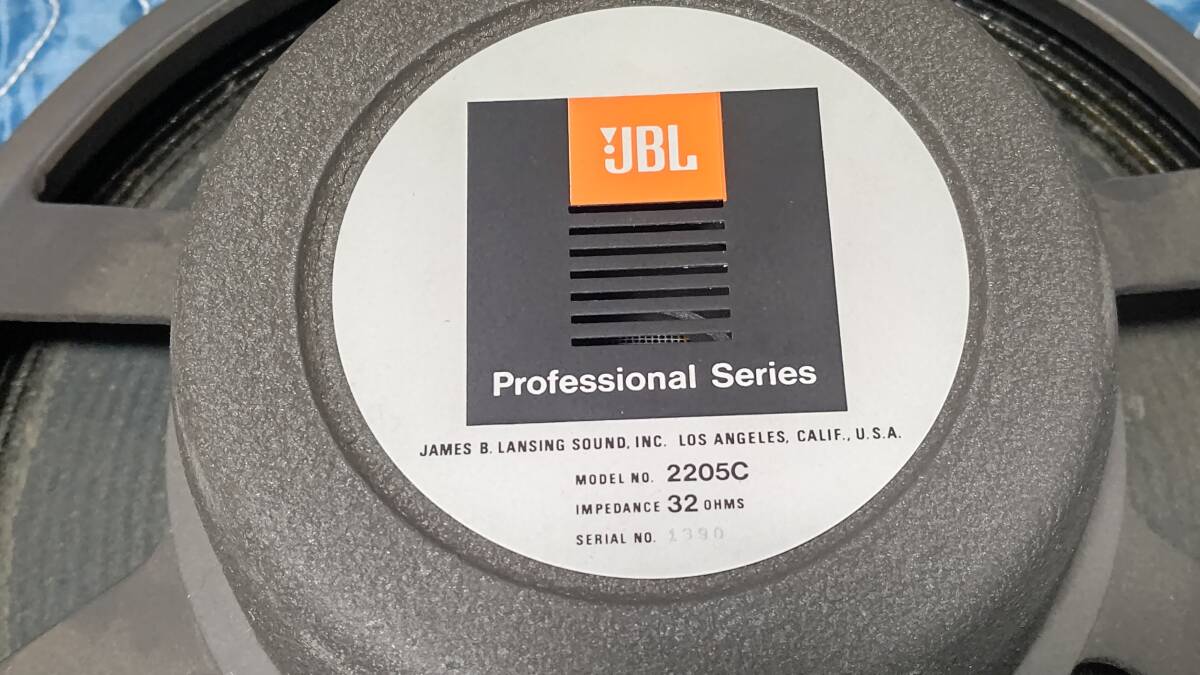 JBL
Professional Series
JAMES B. LANSING SOUND, INC. LOS ANGELES, CALIF., U.S.A.
MODEL NO. 2205C
IMPEDANCE 32 OHMS
SERIAL NO. 1390